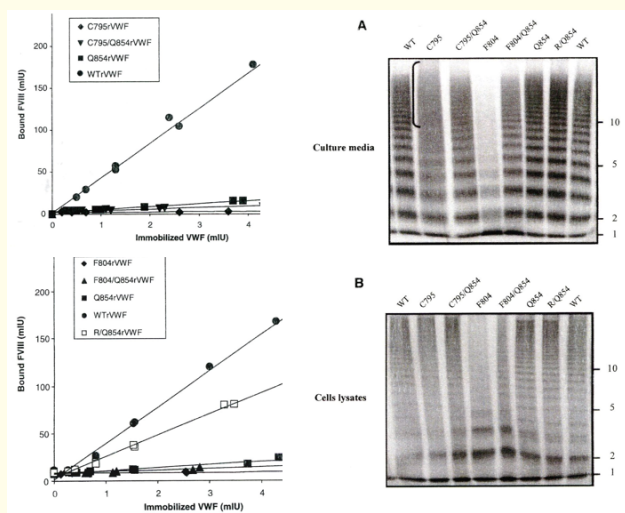 C795rVWF
C795/Q854rVWF
Q854rVWF
WTrVWF
200
150
100
50
0
Bound FVIII (mIU)
0 1 2 3 4
Immobilized VWF (mIU)
F804rVWF
F804/Q854rVWF
Q854rVWF
WTrVWF
R/Q854rVWF
200
150
100
50
0
Bound FVIII (mIU)
0 1 2 3 4
Immobilized VWF (mIU)
A
WT C795 C795/Q854 F804 F804/Q854 Q854 R/Q854 WT
Culture media
10
5
2
1
B
WT C795 C795/Q854 F804 F804/Q854 Q854 R/Q854 WT
Cells lysates
10
5
2
1